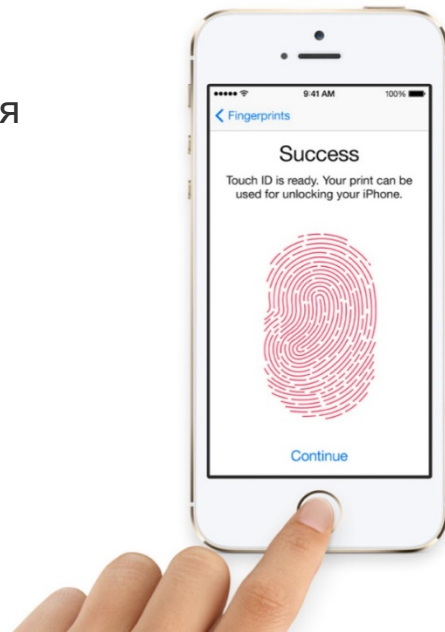 я
9:41 AM
100%
Fingerprints
Success
Touch ID is ready. Your print can be
used for unlocking your iPhone.
Continue